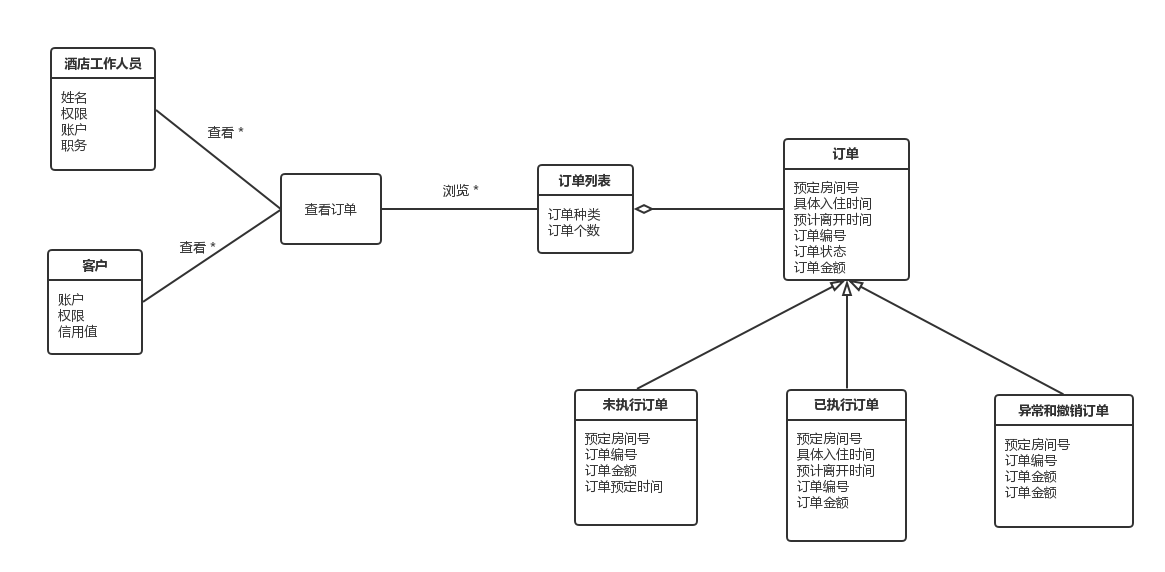 酒店工作人员
姓名
权限
账户
职务
查看 *
客户
账户
权限
信用值
查看 *
查看订单
浏览 *
订单列表
订单种类
订单个数
订单
预定房间号
具体入住时间
预计离开时间
订单编号
订单状态
订单金额
未执行订单
预定房间号
订单编号
订单金额
订单预定时间
已执行订单
预定房间号
具体入住时间
预计离开时间
订单编号
订单金额
异常和撤销订单
预定房间号
订单编号
订单金额
订单金额